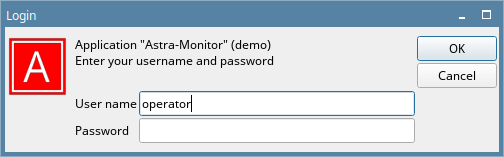 Login
A
Application "Astra-Monitor" (demo)
Enter your username and password
OK
Cancel
User name operator
Password